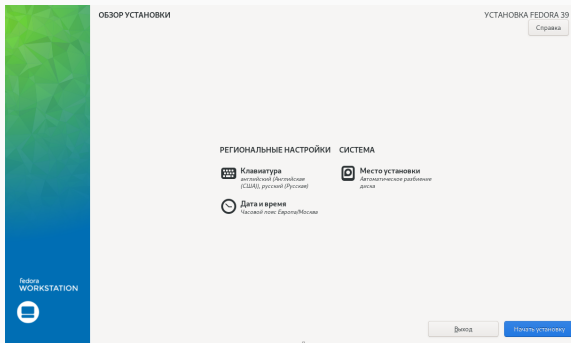 ОБЗОР УСТАНОВКИ
УСТАНОВКА FEDORA 39
Справка
РЕГИОНАЛЬНЫЕ НАСТРОЙКИ
Клавиатура
английский (Английская
(США)), русский (Русская)
Дата и время
Часовой пояс Европа/Москва
СИСТЕМА
Место установки
Автоматическое разбиение
диска
fedora
WORKSTATION
Выход
Начать установку